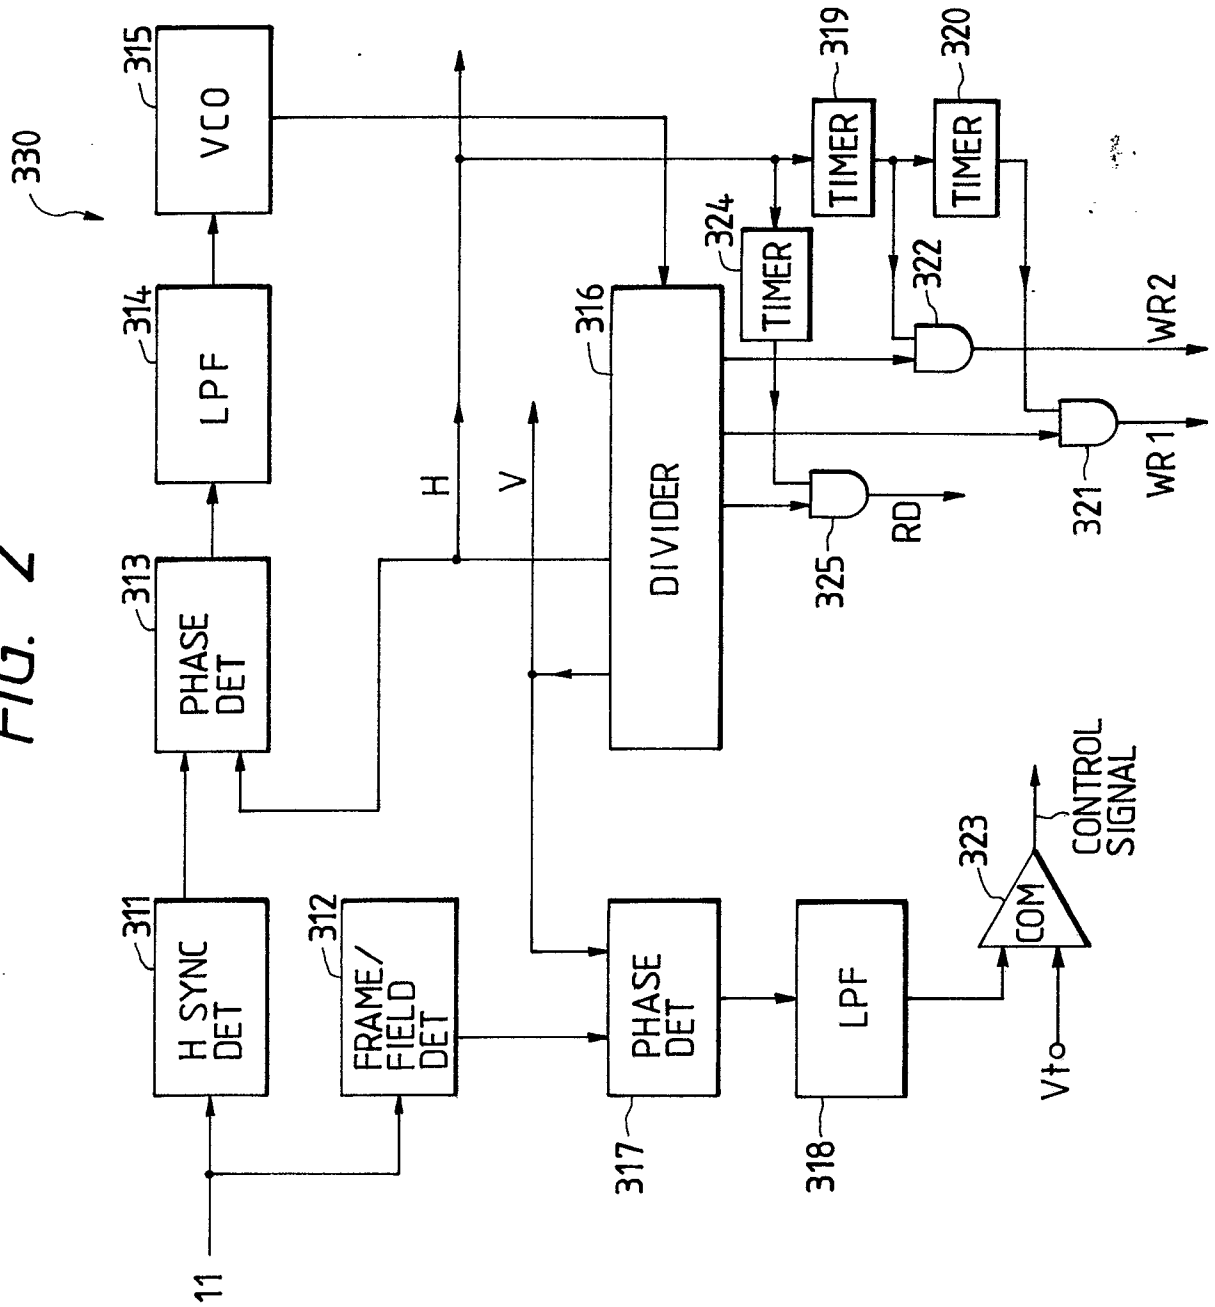 FIG. 2
330
11
311
H SYNC
DET
313
PHASE
DET
314
LPF
315
VCO
312
FRAME/
FIELD
DET
H
V
316
DIVIDER
317
PHASE
DET
318
LPF
Vt
323
COM
CONTROL
SIGNAL
324
TIMER
319
TIMER
320
TIMER
325
RD
322
WR2
321
WR1